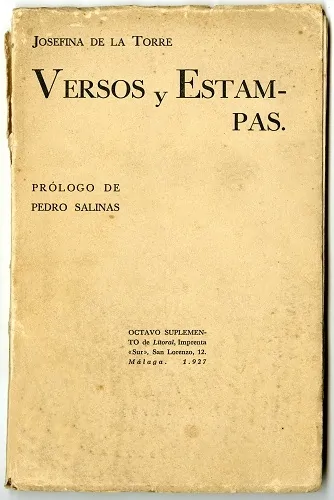 JOSEFINA DE LA TORRE
VERSOS y ESTAM-
PAS.
PRÓLOGO DE
PEDRO SALINAS
OCTAVO SUPLEMEN-
TO de Litoral, Imprenta
«Sur», San Lorenzo, 12.
Málaga. 1.927